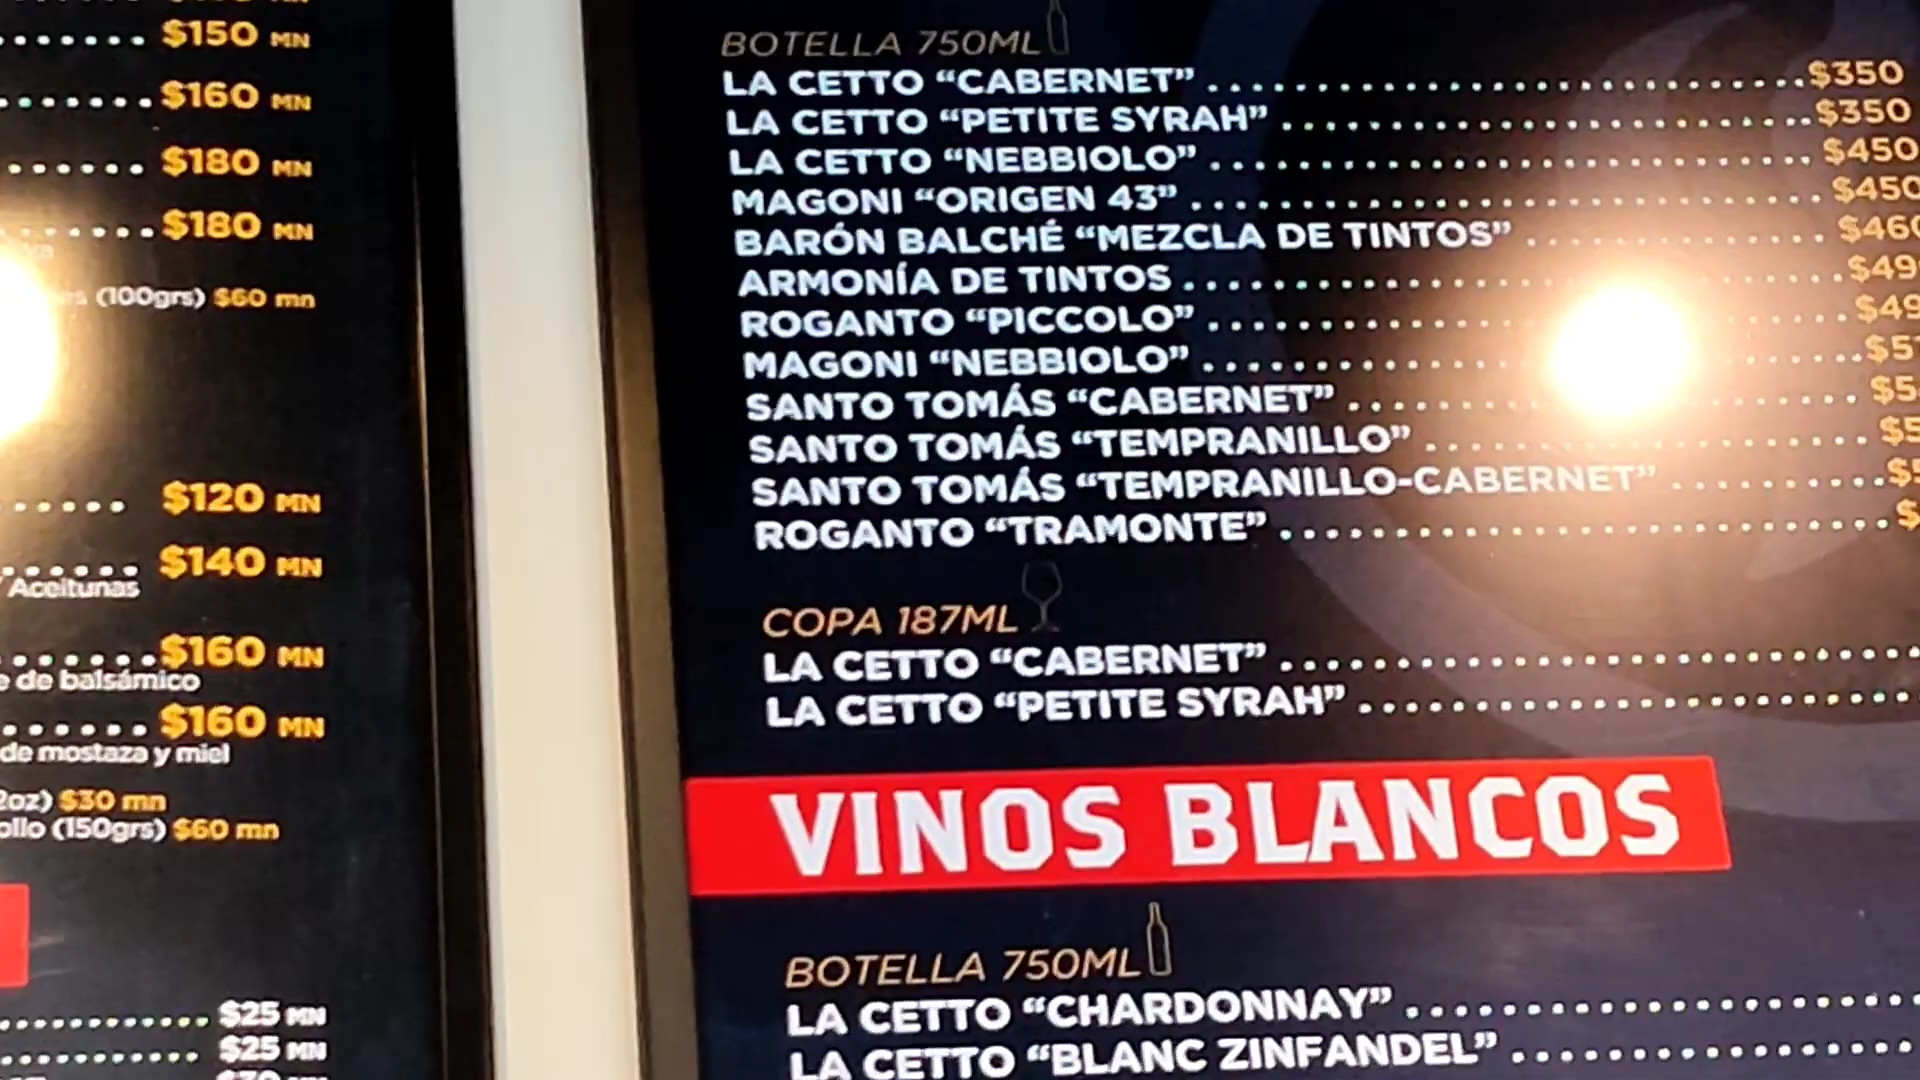 $150 MN
$160 MN
$180 MN
$180 MN
(100grs) $60 mn
$120 MN
$140 MN
Aceitunas
$160 MN
de balsámico
$160 MN
de mostaza y miel
$30 mn
(150grs) $60 mn
$25 MN
$25 MN
BOTELLA 750ML
LA CETTO “CABERNET” $350
LA CETTO “PETITE SYRAH” $350
LA CETTO “NEBBIOLO” $450
MAGONI “ORIGEN 43” $450
BARÓN BALCHÉ “MEZCLA DE TINTOS” $460
ARMONÍA DE TINTOS
ROGANTO “PICCOLO”
MAGONI “NEBBIOLO”
SANTO TOMÁS “CABERNET”
SANTO TOMÁS “TEMPRANILLO”
SANTO TOMÁS “TEMPRANILLO-CABERNET”
ROGANTO “TRAMONTE”
COPA 187ML
LA CETTO “CABERNET”
LA CETTO “PETITE SYRAH”
VINOS BLANCOS
BOTELLA 750ML
LA CETTO “CHARDONNAY”
LA CETTO “BLANC ZINFANDEL”